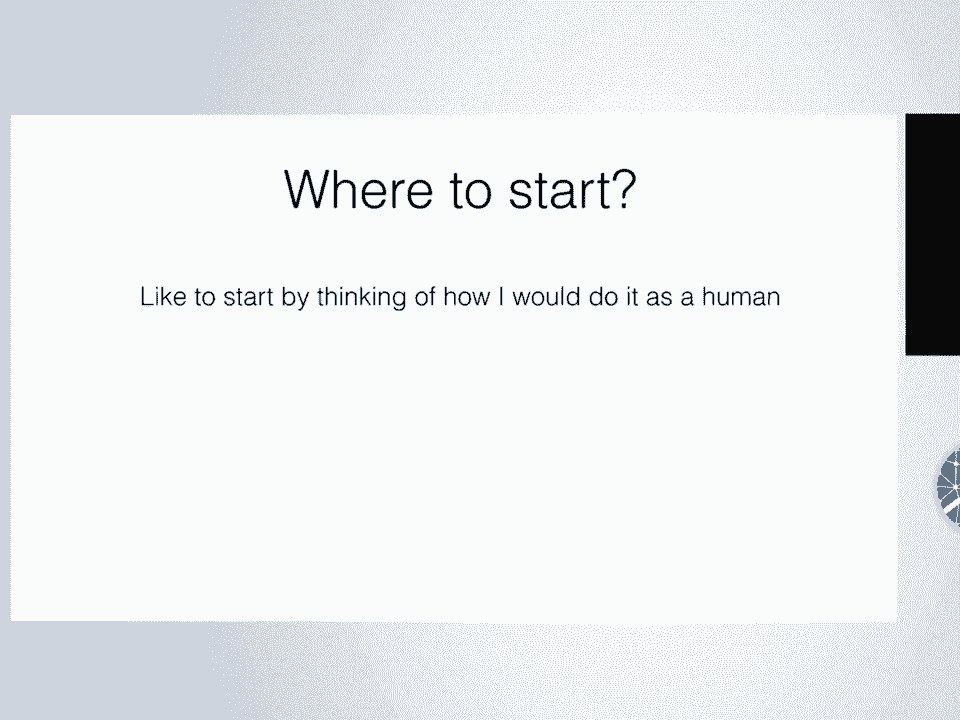 Where to start?
Like to start by thinking of how I would do it as a human